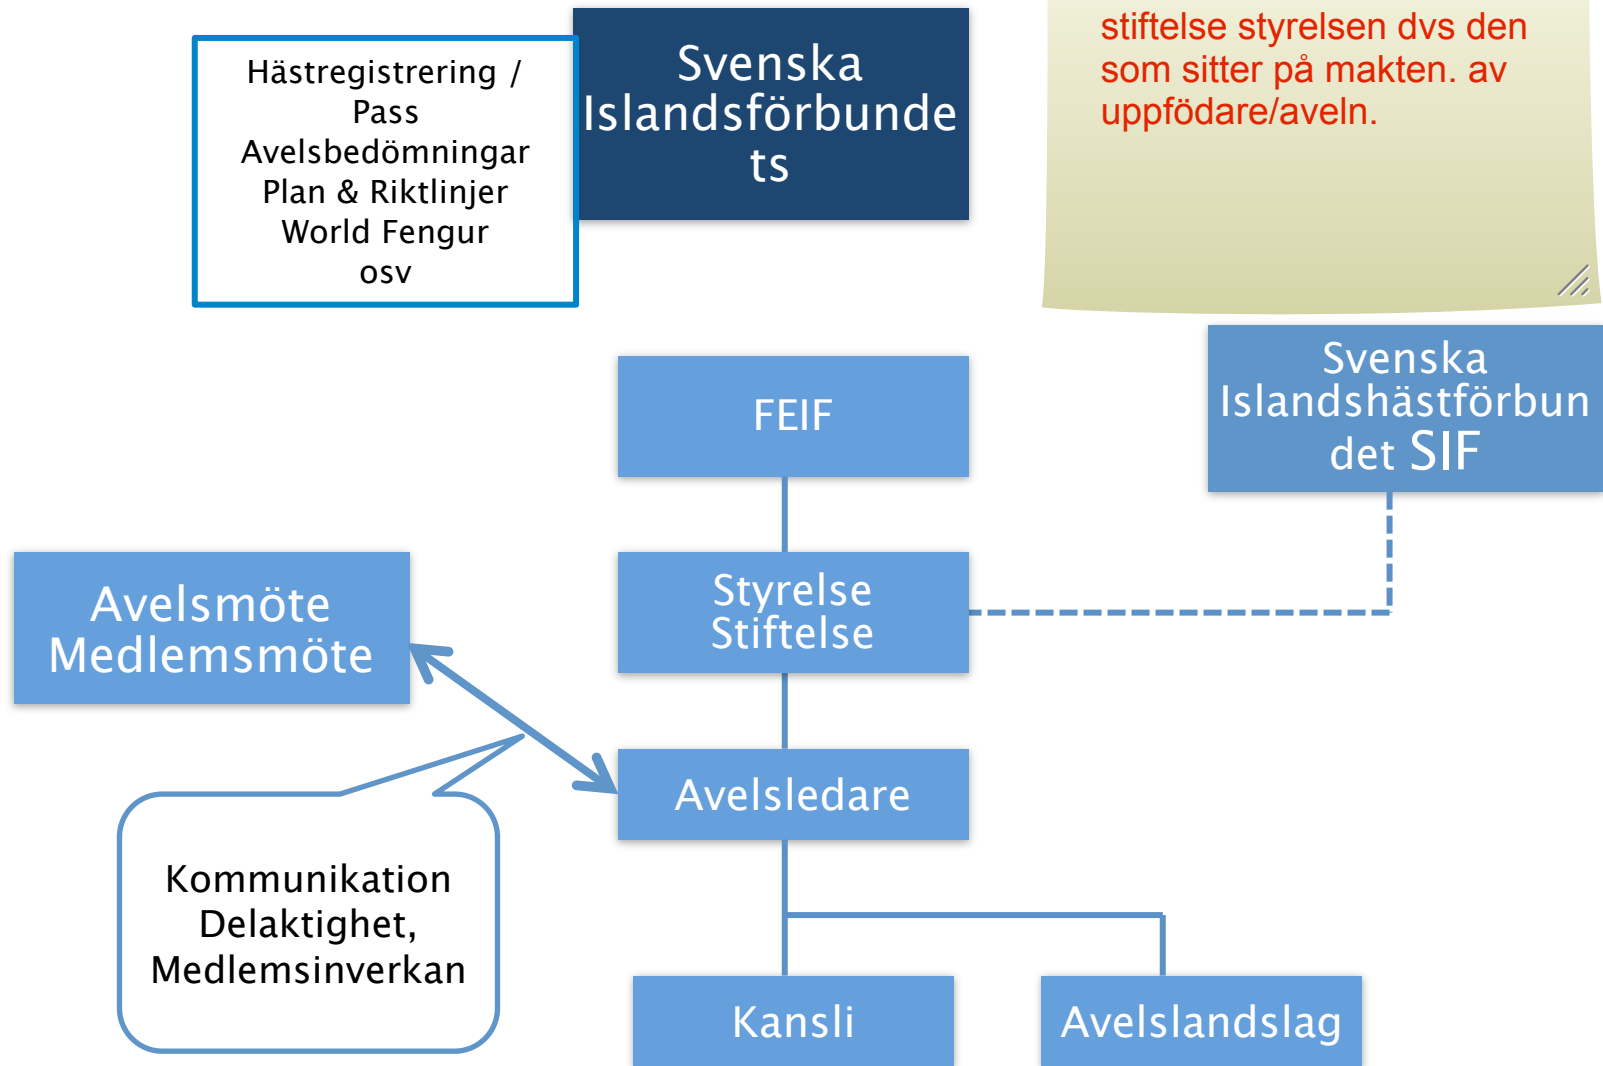 Hästregistrering /
Pass
Avelsbedömningar
Plan & Riktlinjer
World Fengur
osv
Svenska
Islandsförbunde
ts
stiftelse styrelsen dvs den
som sitter på makten. av
uppfödare/aveln.
FEIF
Svenska
Islandshästförbun
det SIF
Avelsmöte
Medlemsmöte
Styrelse
Stiftelse
Avelsledare
Kommunikation
Delaktighet,
Medlemsinverkan
Kansli
Avelslandslag